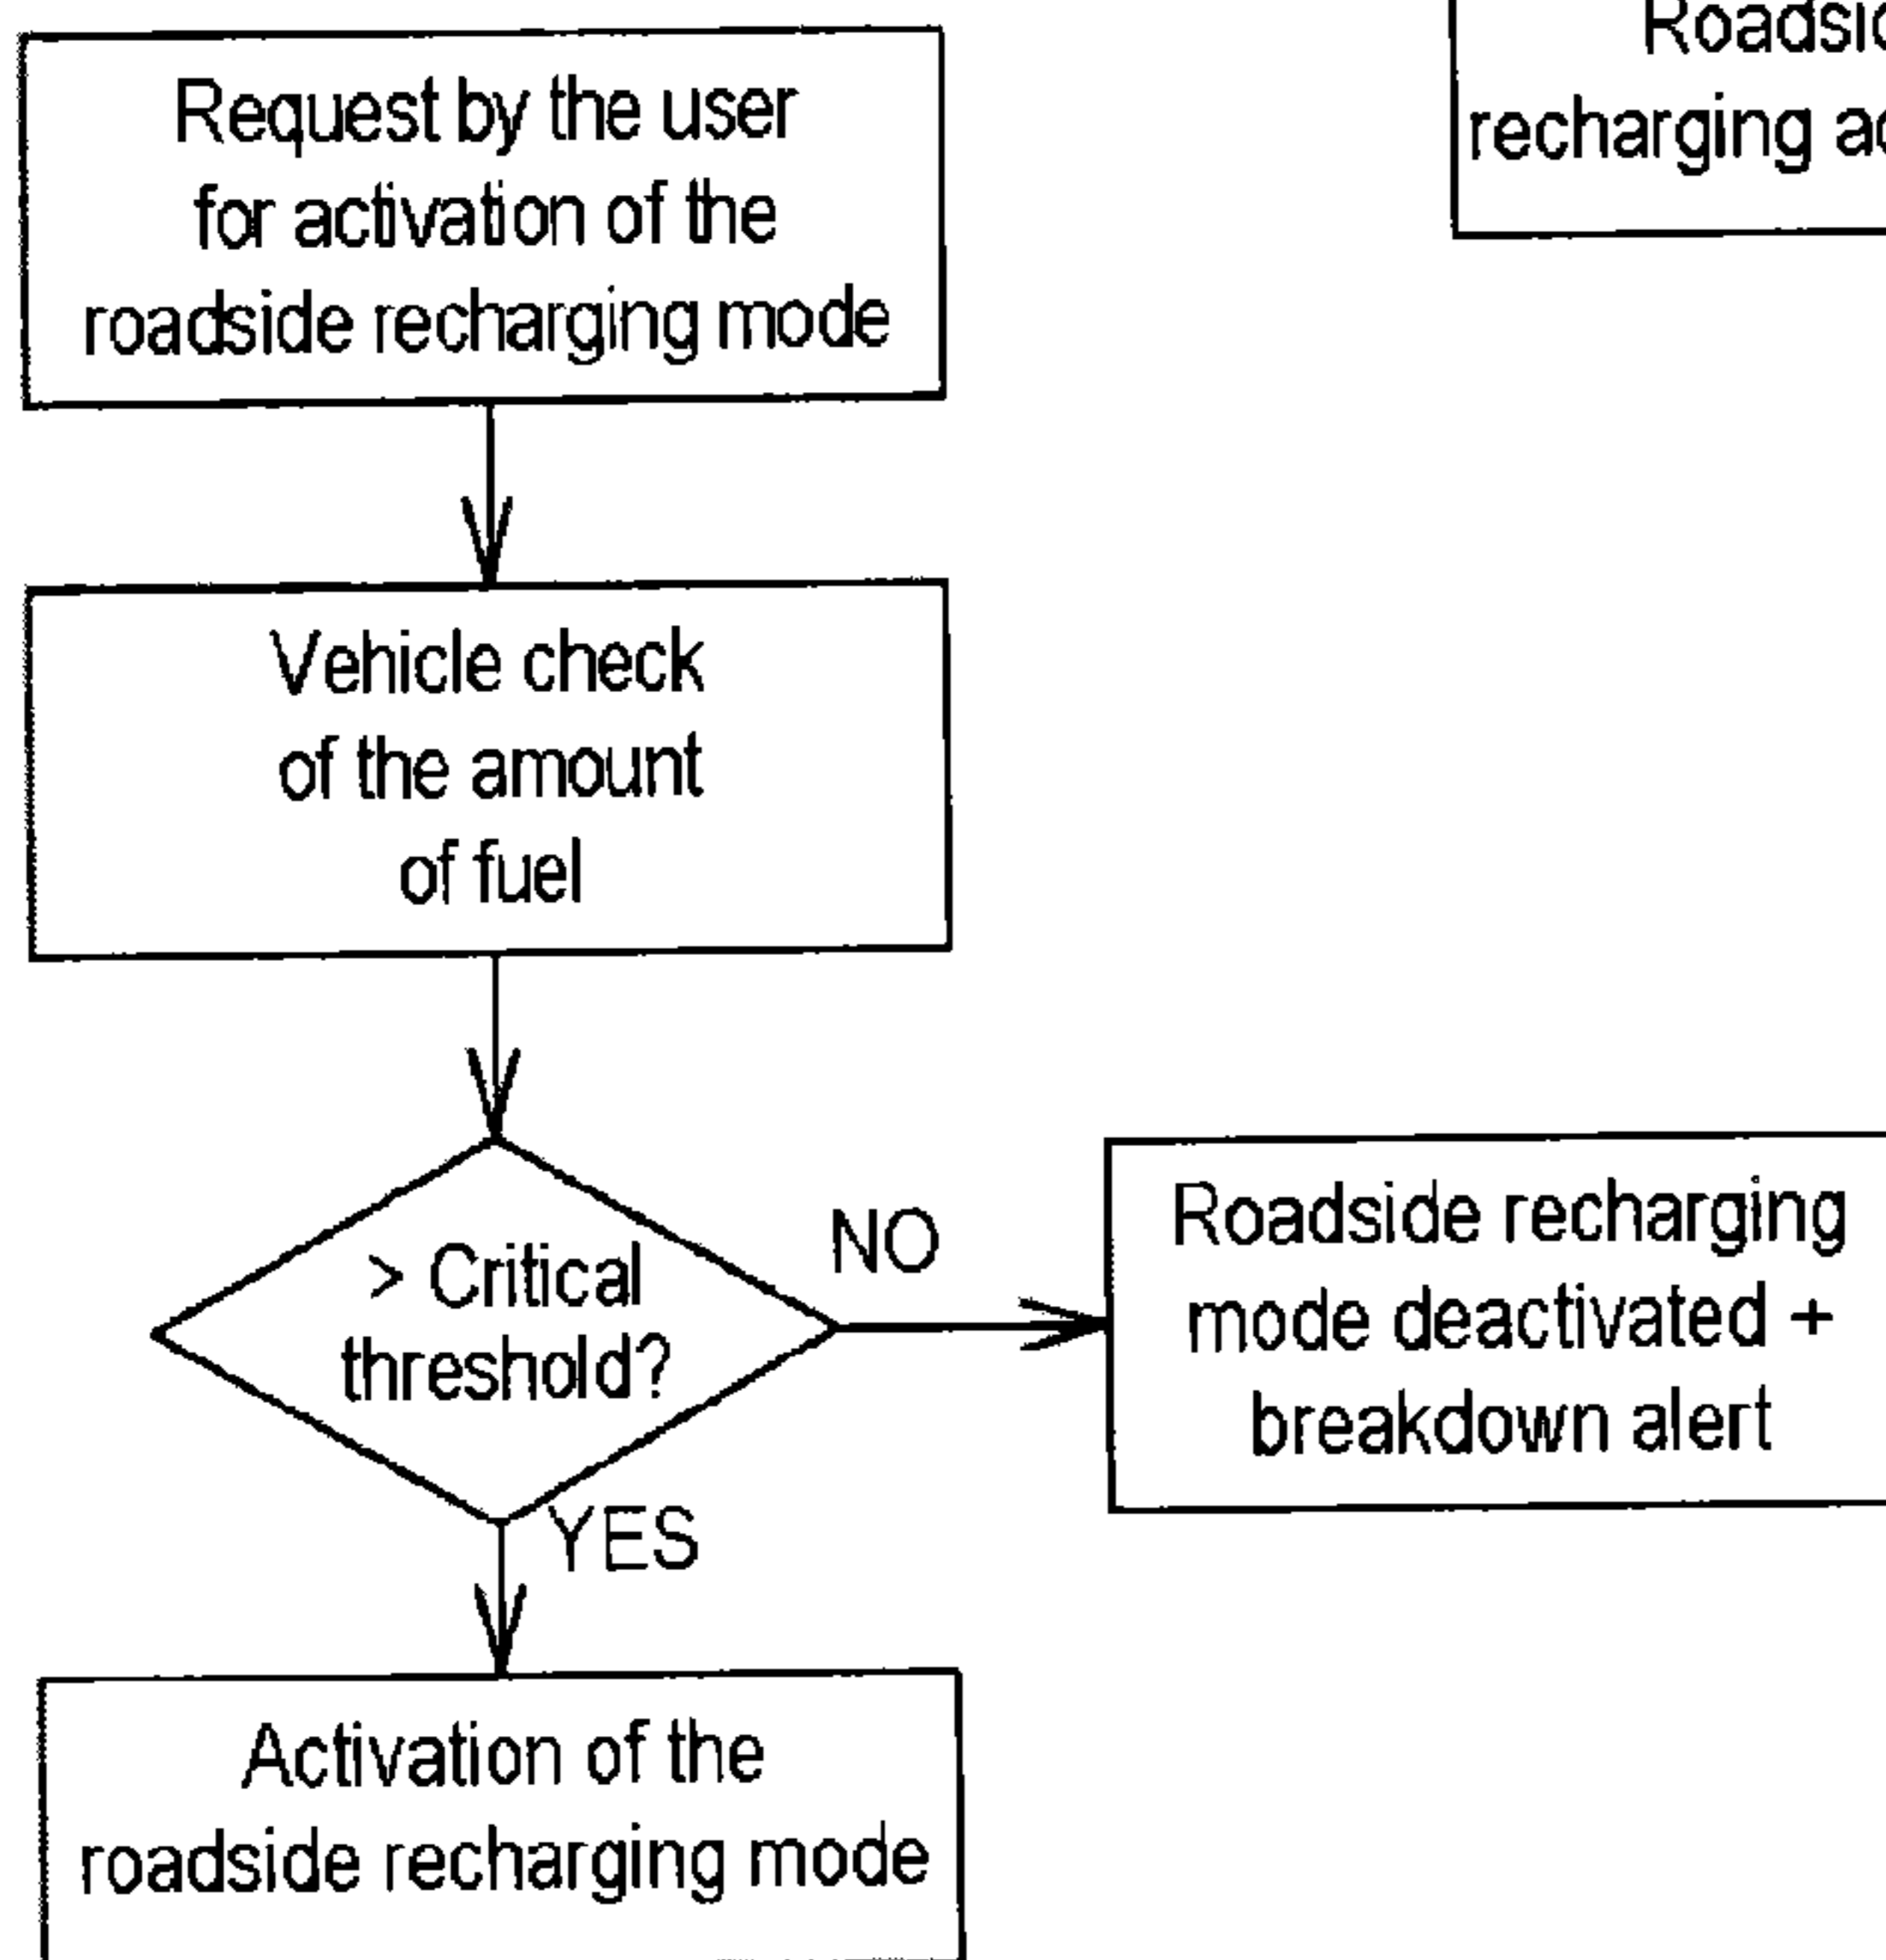 Request by the user
for activation of the
roadside recharging mode
recharging
Vehicle check
of the amount
of fuel
> Critical
threshold?
NO
Roadside recharging
mode deactivated +
breakdown alert
YES
Activation of the
roadside recharging mode